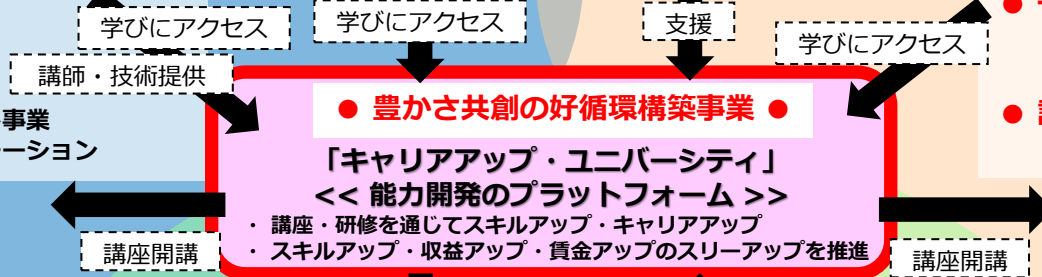 学びにアクセス
学びにアクセス
支援
学びにアクセス
講師・技術提供
● 豊かさ共創の好循環構築事業 ●
事業
ーション
「キャリアアップ・ユニバーシティ」
<< 能力開発のプラットフォーム >>
・ 講座・研修を通じてスキルアップ・キャリアアップ
・ スキルアップ・収益アップ・賃金アップのスリーアップを推進
講座開講
講座開講